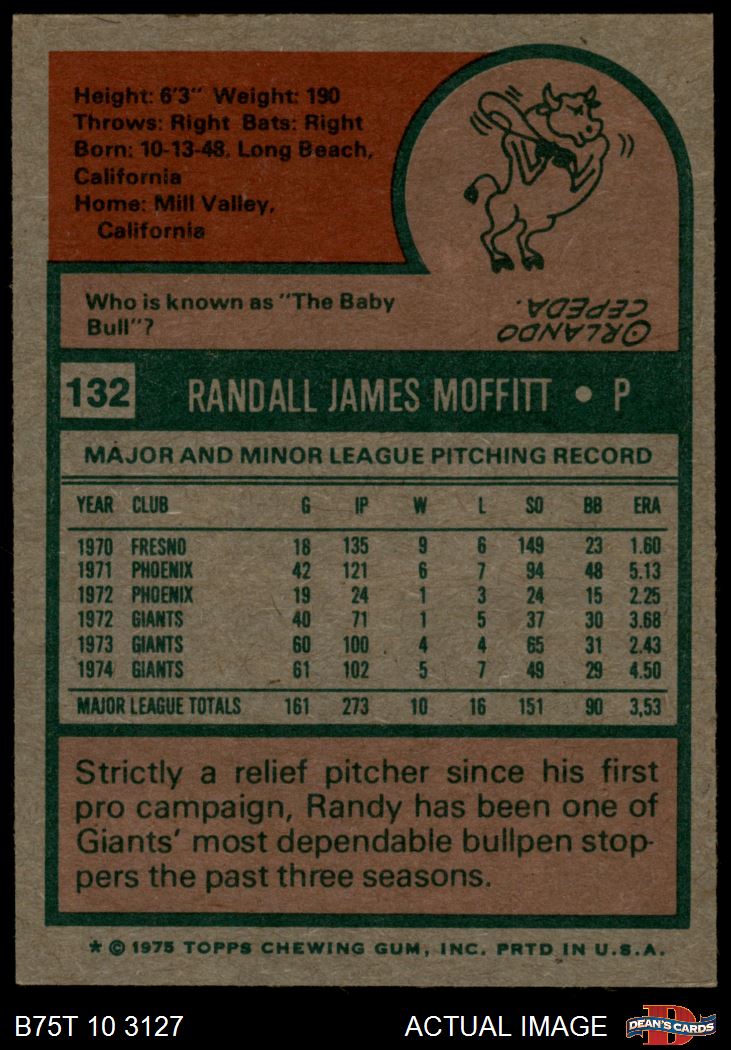 Height: 6'3" Weight: 190
Throws: Right Bats: Right
Born: 10-13-48, Long Beach,
California
Home: Mill Valley,
California
Who is known as "The Baby
Bull"?
ORLANDO
CEPEDA.
132 RANDALL JAMES MOFFITT • P
MAJOR AND MINOR LEAGUE PITCHING RECORD
YEAR CLUB G IP W L SO BB ERA
1970 FRESNO 18 135 9 6 149 23 1.60
1971 PHOENIX 42 121 6 7 94 48 5.13
1972 PHOENIX 19 24 1 3 24 15 2.25
1972 GIANTS 40 71 1 5 37 30 3.68
1973 GIANTS 60 100 4 4 65 31 2.43
1974 GIANTS 61 102 5 7 49 29 4.50
MAJOR LEAGUE TOTALS 161 273 10 16 151 90 3,53
Strictly a relief pitcher since his first
pro campaign, Randy has been one of
Giants' most dependable bullpen stop-
pers the past three seasons.
* © 1975 TOPPS CHEWING GUM, INC. PRTD IN U.S.A.
B75T 10 3127 ACTUAL IMAGE
DEAN'S CARDS